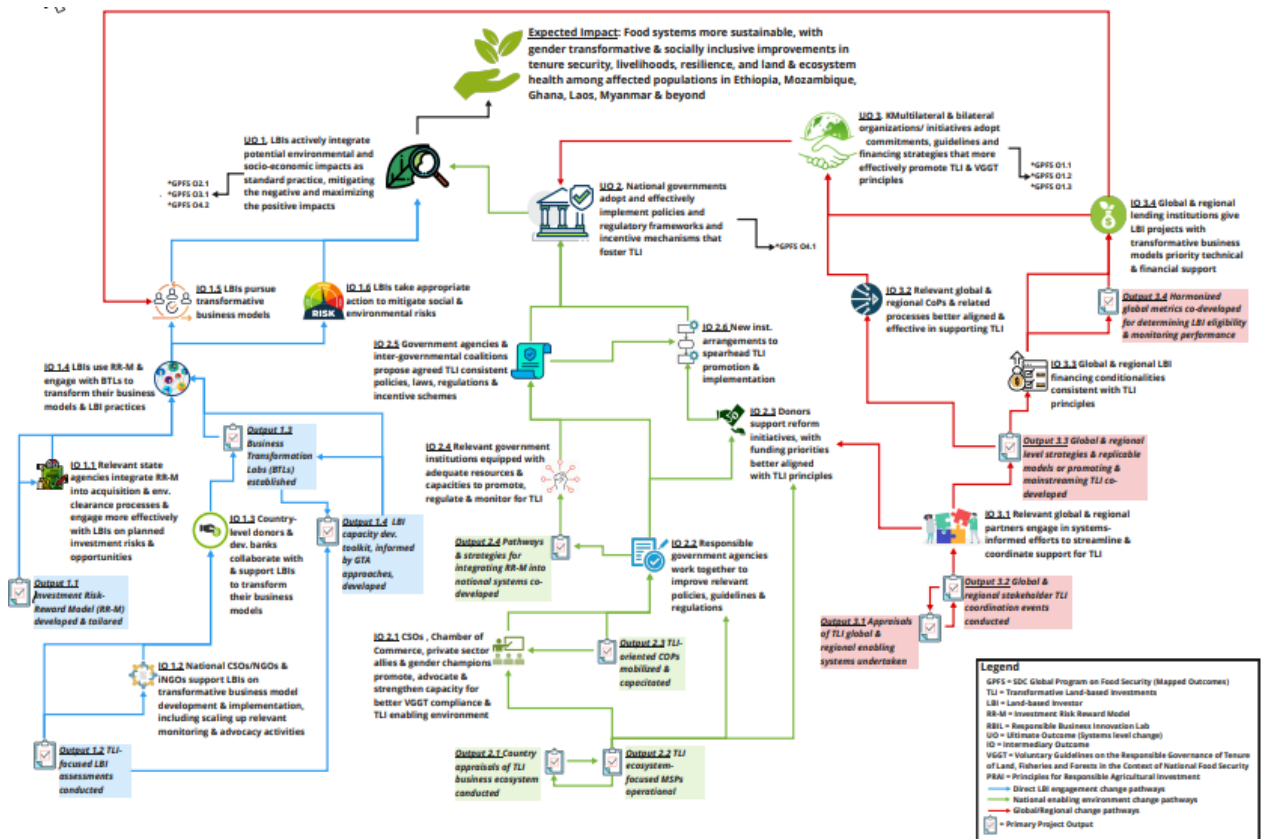 Expected Impact: Food systems more sustainable, with
gender transformative & socially inclusive improvements in
tenure security, livelihoods, resilience, and land & ecosystem
health among affected populations in Ethiopia, Mozambique,
Ghana, Laos, Myanmar & beyond
UO 1. LBIs actively integrate
potential environmental and
socio-economic impacts as
standard practice, mitigating
the negative and maximizing
the positive impacts
*GPFS O2.1
*GPFS O3.1
*GPFS O4.2
UO 2. National governments
adopt and effectively
implement policies and
regulatory frameworks and
incentive mechanisms that
foster TLI
*GPFS O4.1
UO 3. KMultilateral & bilateral
organizations/ initiatives adopt
commitments, guidelines and
financing strategies that more
effectively promote TLI & VGGT
principles
*GPFS O1.1
*GPFS O1.2
*GPFS O1.3
IO 3.4 Global & regional
lending institutions give
LBI projects with
transformative business
models priority technical
& financial support
IO 1.5 LBIs pursue
transformative
business models
RISK
IO 1.6 LBIs take appropriate
action to mitigate social &
environmental risks
IO 3.2 Relevant global &
regional CoPs & related
processes better aligned &
effective in supporting TLI
Output 3.4 Harmonized
global metrics co-developed
for determining LBI eligibility
& monitoring performance
IO 2.5 Government agencies &
inter-governmental coalitions
propose agreed TLI consistent
policies, laws, regulations &
incentive schemes
IO 2.6 New inst.
arrangements to
spearhead TLI
promotion &
implementation
IO 1.4 LBIs use RR-M &
engage with BTLs to
transform their business
models & LBI practices
IO 3.3 Global & regional LBI
financing conditionalities
consistent with TLI
principles
IO 2.3 Donors
support reform
initiatives, with
funding priorities
better aligned
with TLI principles
Output 1.3
Business
Transformation
Labs (BTLs)
established
IO 2.4 Relevant government
institutions equipped with
adequate resources &
capacities to promote,
regulate & monitor for TLI
Output 3.3 Global & regional
level strategies & replicable
models or promoting &
mainstreaming TLI co-
developed
IO 1.1 Relevant state
agencies integrate RR-M
into acquisition & env.
clearance processes &
engage more effectively
with LBIs on planned
investment risks &
opportunities
IO 1.3 Country-
level donors &
dev. banks
collaborate with
& support LBIs
to transform
their business
models
Output 1.4 LBI
capacity dev.
toolkit, informed
by GTA
approaches,
developed
IO 3.1 Relevant global & regional
partners engage in systems-
informed efforts to streamline &
coordinate support for TLI
Output 2.4 Pathways
& strategies for
integrating RR-M into
national systems co-
developed
IO 2.2 Responsible
government agencies
work together to
improve relevant
policies, guidelines &
regulations
Output 1.1
Investment Risk-
Reward Model (RR-M)
developed & tailored
Output 3.2 Global &
regional stakeholder TLI
coordination events
conducted
Output 3.1 Appraisals
of TLI global &
regional enabling
systems undertaken
IO 2.1 CSOs , Chamber of
Commerce, private sector
allies & gender champions
promote, advocate &
strengthen capacity for
better VGGT compliance &
TLI enabling environment
Output 2.3 TLI-
oriented COPs
mobilized &
capacitated
IO 1.2 National CSOs/NGOs &
iNGOs support LBIs on
transformative business model
development & implementation,
including scaling up relevant
monitoring & advocacy activities
Output 1.2 TLI-
focused LBI
assessments
conducted
Output 2.1 Country
appraisals of TLI
business ecosystem
conducted
Output 2.2 TLI
ecosystem-
focused MSPs
operational
Legend
GPFS = SDC Global Program on Food Security (Mapped Outcomes)
TLI = Transformative Land-based Investments
LBI = Land-based Investor
RR-M = Investment Risk Reward Model
RBIL = Responsible Business Innovation Lab
UO = Ultimate Outcome (Systems level change)
IO = Intermediary Outcome
VGGT = Voluntary Guidelines on the Responsible Governance of Tenure
of Land, Fisheries and Forests in the Context of National Food Security
PRAI = Principles for Responsible Agricultural Investment
Direct LBI engagement change pathways
National enabling environment change pathways
Global/Regional change pathways
= Primary Project Output